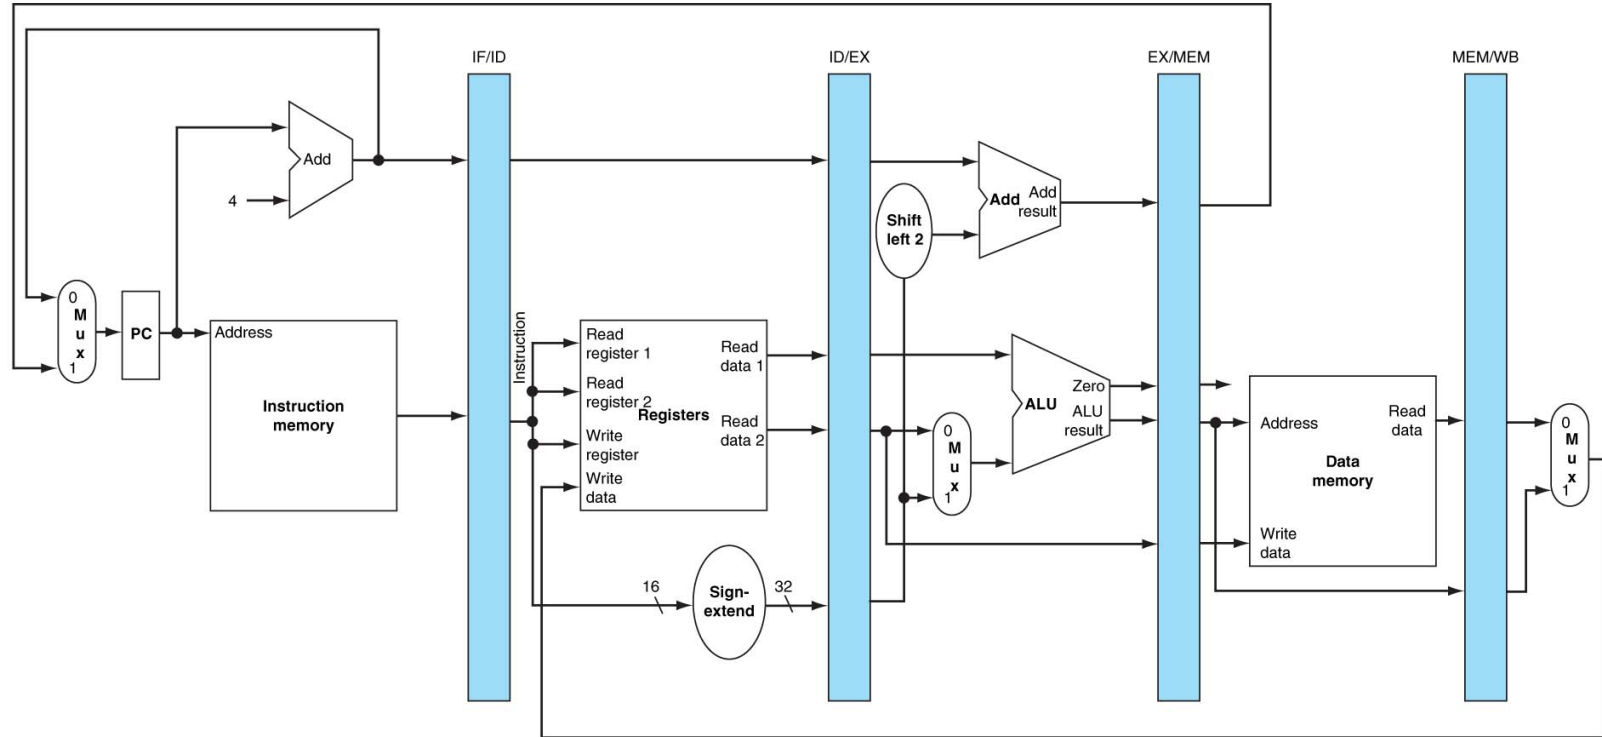 IF/ID
ID/EX
EX/MEM
MEM/WB
Add
4
Shift
left 2
Add
Add
result
0
M
u
x
1
PC
Address
Instruction
memory
Instruction
Read
register 1
Read
register 2
Write
register
Write
data
Registers
Read
data 1
Read
data 2
16
Sign-
extend
32
0
M
u
x
1
ALU
Zero
ALU
result
Address
Read
data
Data
memory
Write
data
0
M
u
x
1